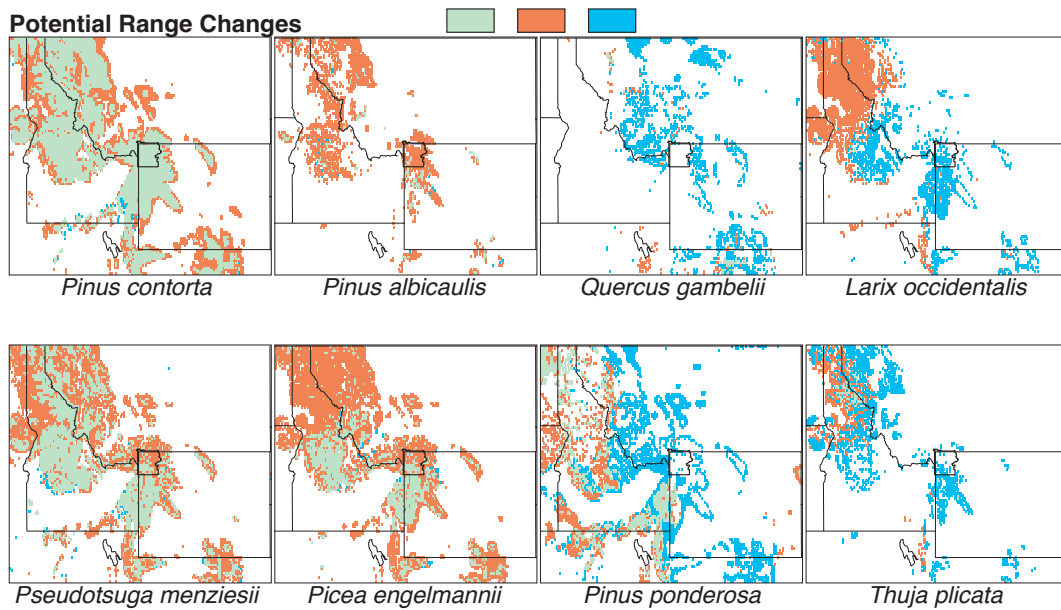 Potential Range Changes
Pinus contorta
Pinus albicaulis
Quercus gambelii
Larix occidentalis
Pseudotsuga menziesii
Picea engelmannii
Pinus ponderosa
Thuja plicata